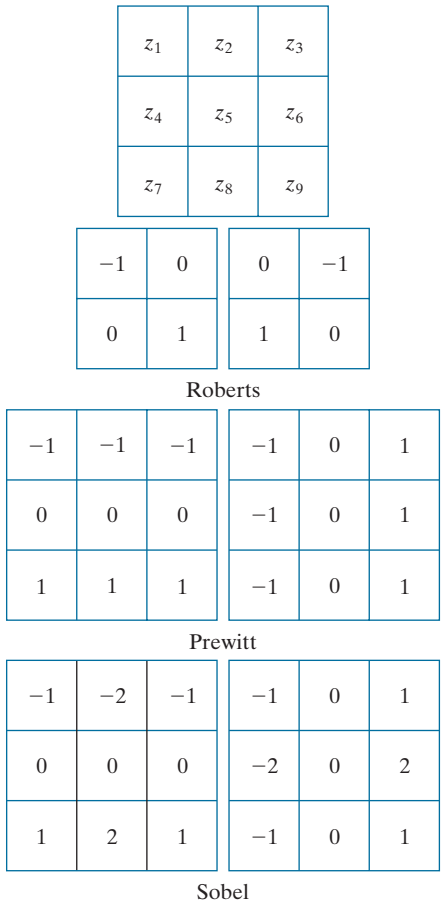 z1 z2 z3
z4 z5 z6
z7 z8 z9
−1 0 0 −1
0 1 1 0
Roberts
−1 −1 −1 −1 0 1
0 0 0 −1 0 1
1 1 1 −1 0 1
Prewitt
−1 −2 −1 −1 0 1
0 0 0 −2 0 2
1 2 1 −1 0 1
Sobel